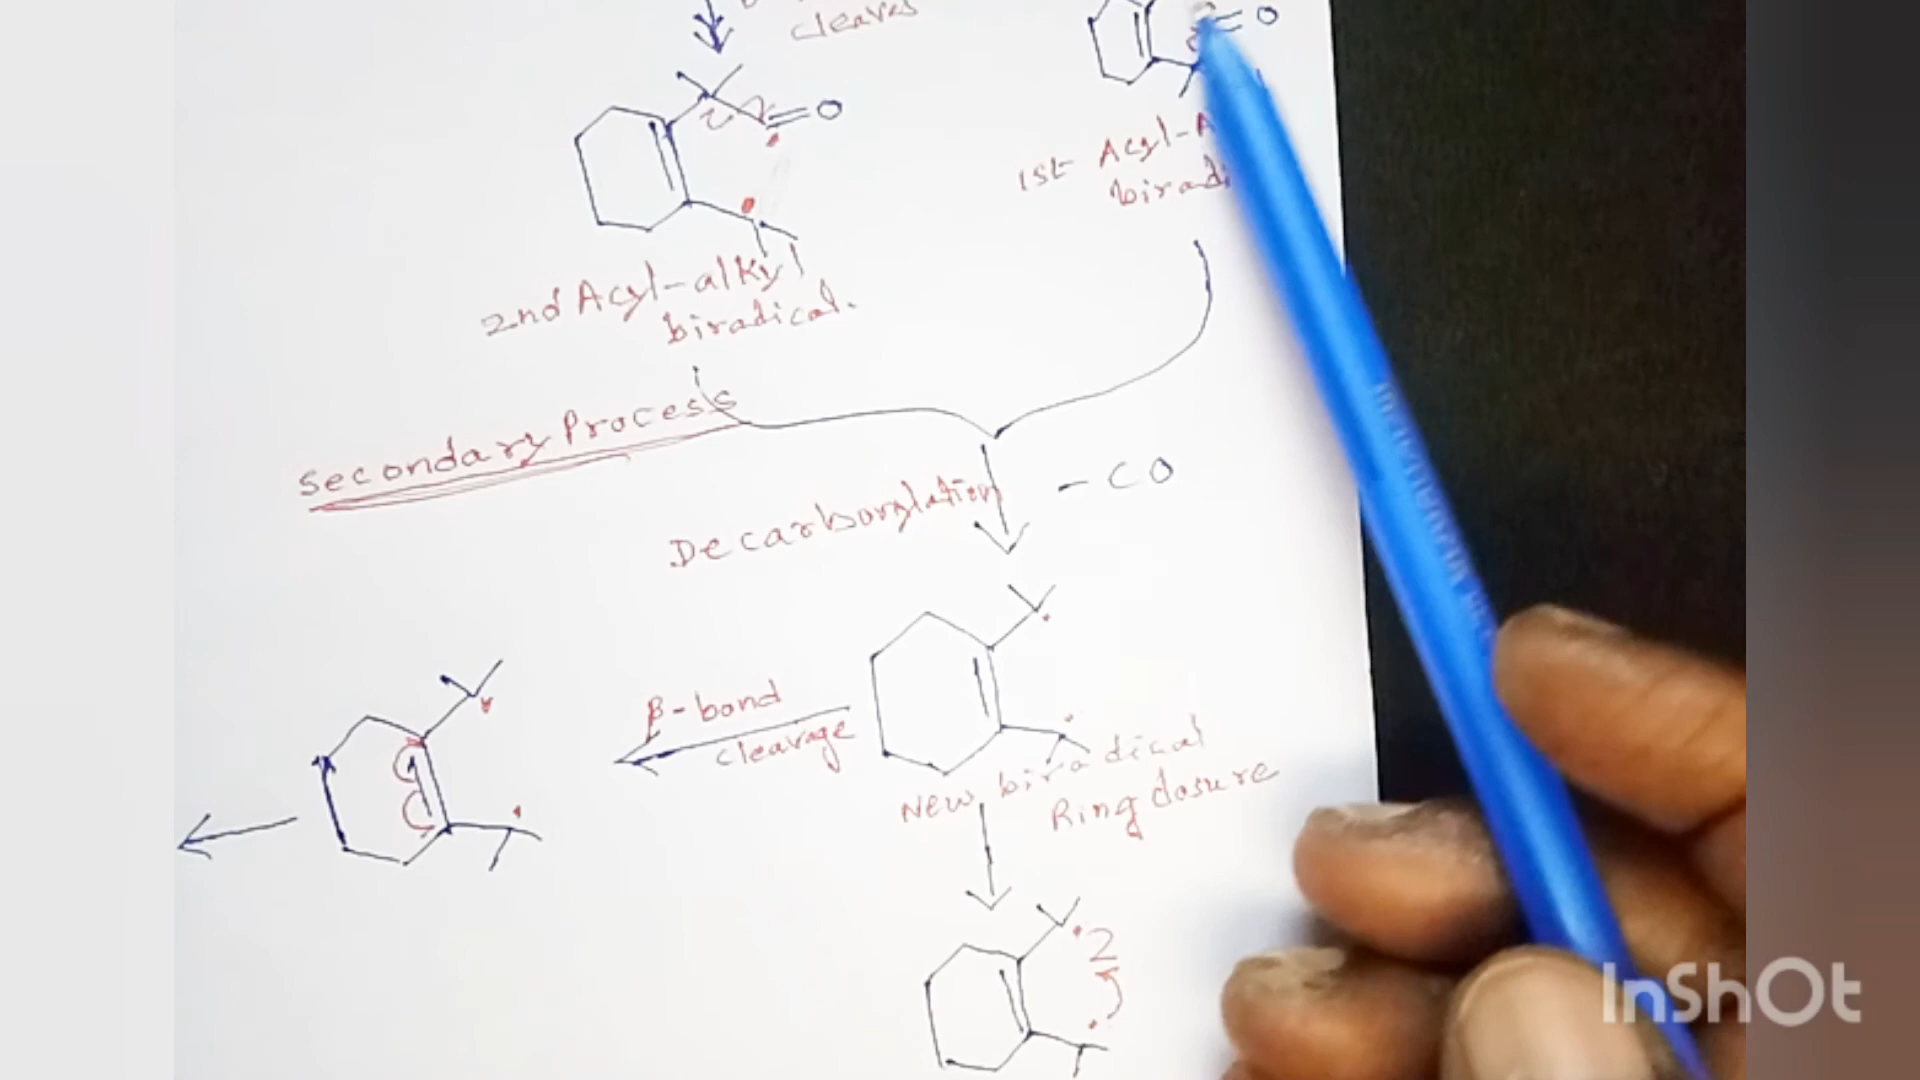 cleaves
O
O
1st Acyl-A
biradi
2nd Acyl-alkyl
biradical.
Secondary Process
Decarbonylation
- CO
β-bond
cleavage
New biradical
Ring closure
InShOt